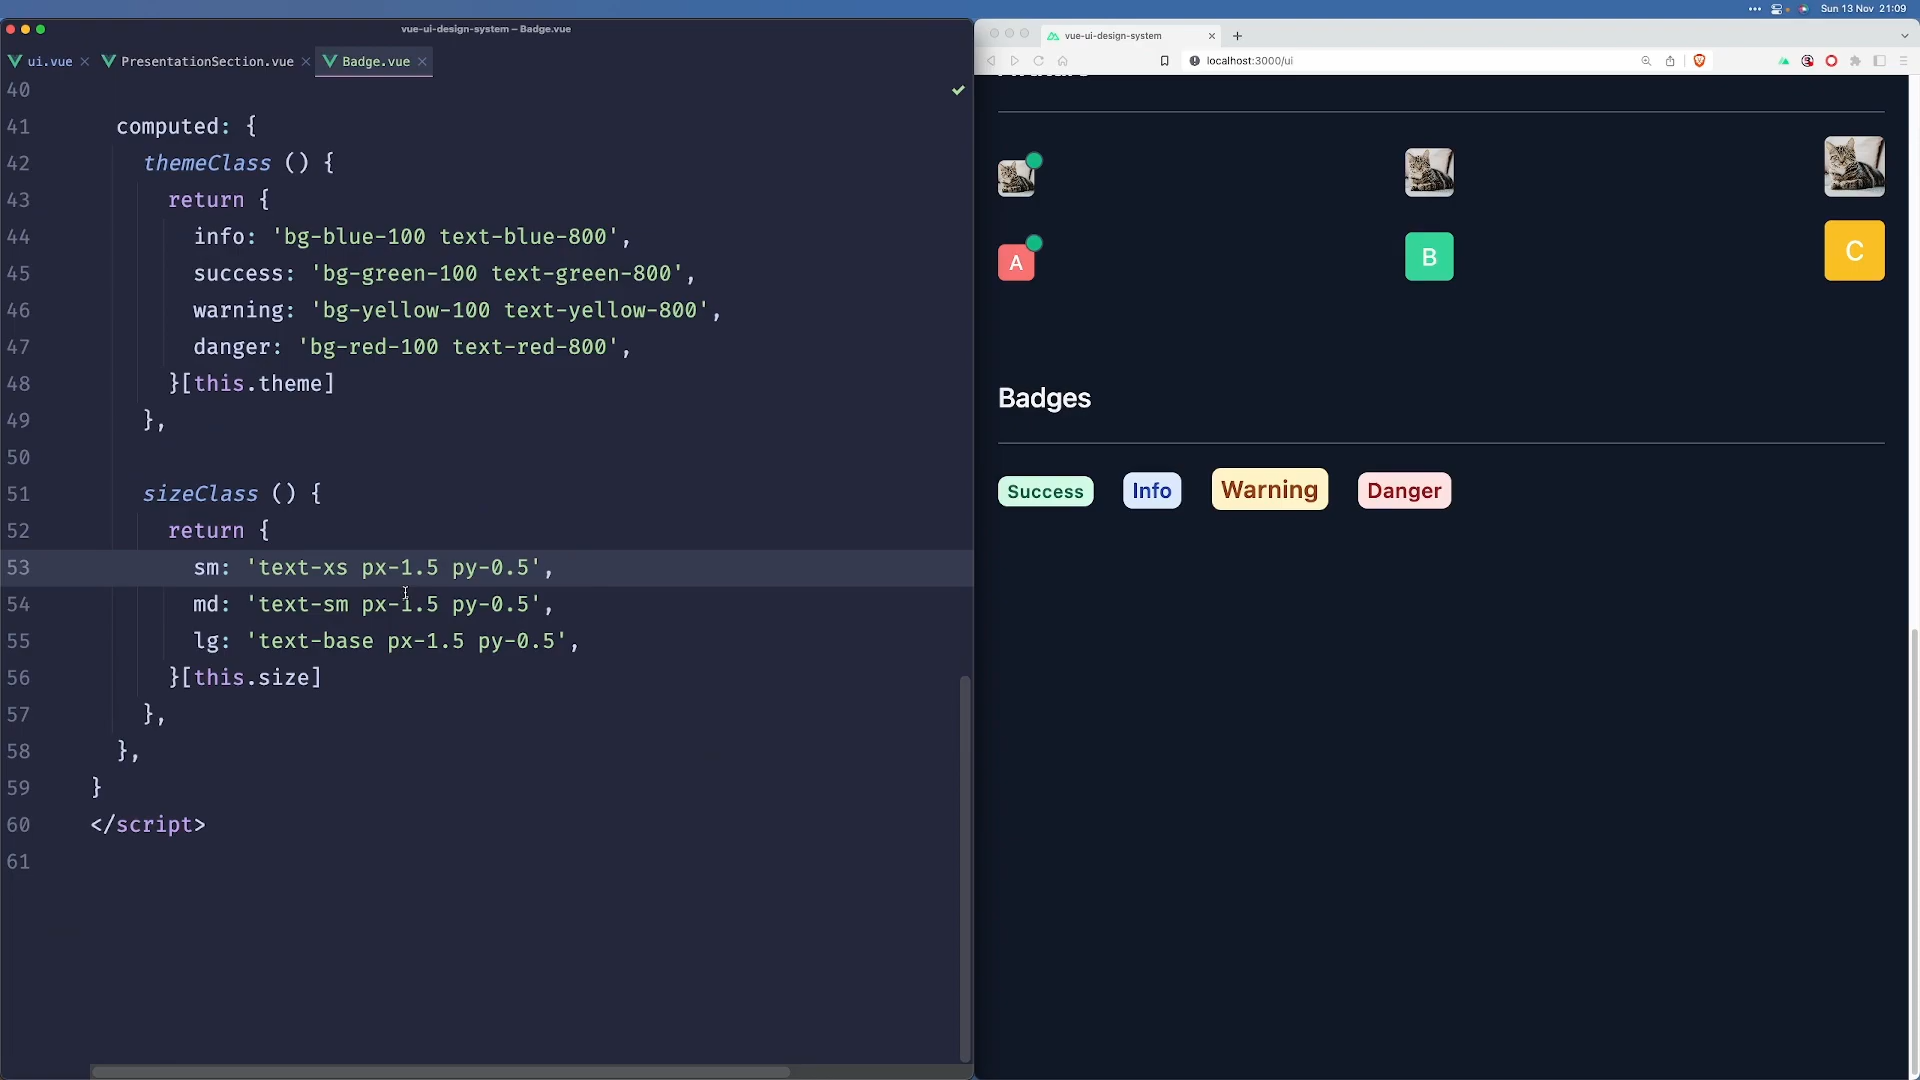 Sun 13 Nov 21:09
vue-ui-design-system – Badge.vue
ui.vue
PresentationSection.vue
Badge.vue
40
41 computed: {
42 themeClass () {
43 return {
44 info: 'bg-blue-100 text-blue-800',
45 success: 'bg-green-100 text-green-800',
46 warning: 'bg-yellow-100 text-yellow-800',
47 danger: 'bg-red-100 text-red-800',
48 }[this.theme]
49 },
50
51 sizeClass () {
52 return {
53 sm: 'text-xs px-1.5 py-0.5',
54 md: 'text-sm px-1.5 py-0.5',
55 lg: 'text-base px-1.5 py-0.5',
56 }[this.size]
57 },
58 },
59 }
60 </script>
61
vue-ui-design-system
localhost:3000/ui
A
B
C
Badges
Success
Info
Warning
Danger